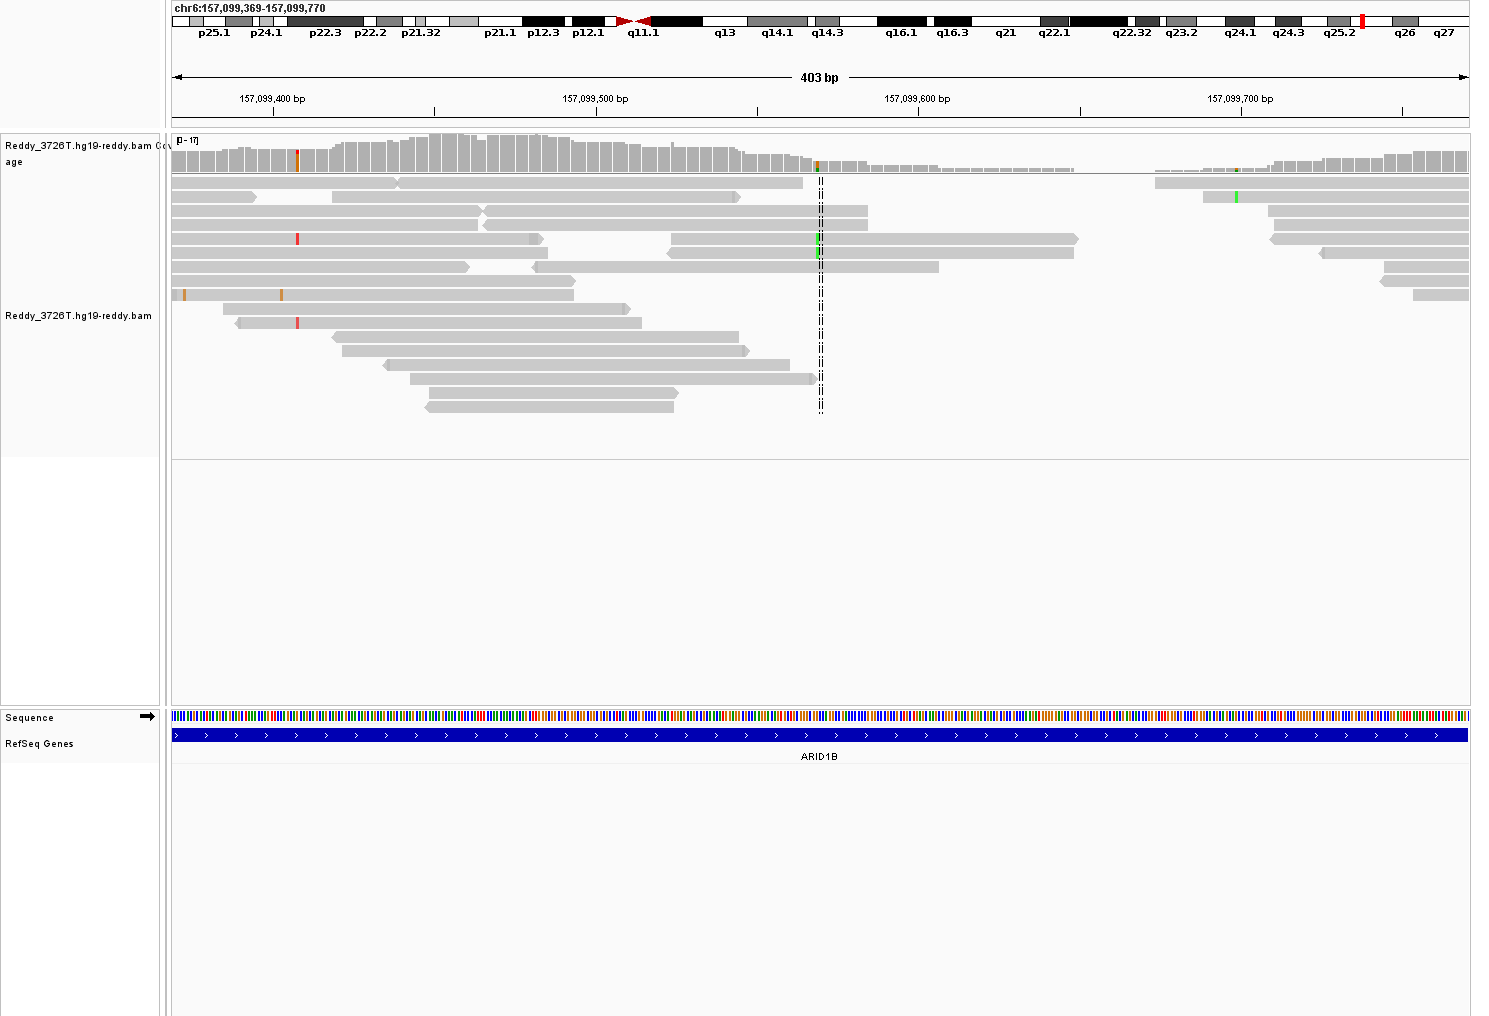 chr6:157,099,369-157,099,770
p25.1 p24.1 p22.3 p22.2 p21.32 p21.1 p12.3 p12.1 q11.1 q13 q14.1 q14.3 q16.1 q16.3 q21 q22.1 q22.32 q23.2 q24.1 q24.3 q25.2 q26 q27
403 bp
157,099,400 bp 157,099,500 bp 157,099,600 bp 157,099,700 bp
Reddy_3726T.hg19-reddy.bam Cov
age
[0 - 17]
Reddy_3726T.hg19-reddy.bam
Sequence
RefSeq Genes
ARID1B